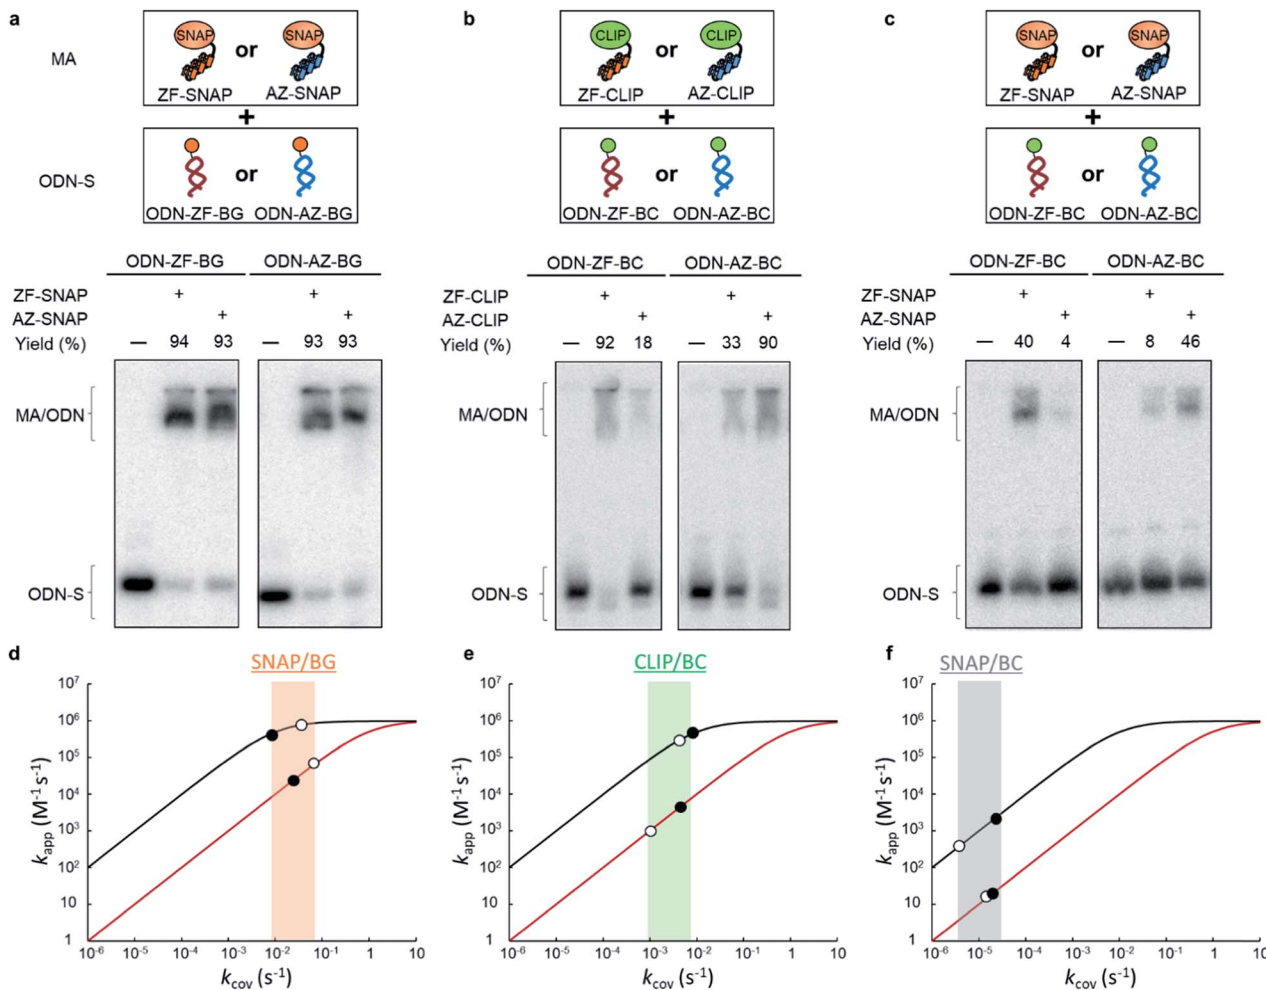 a
MA
SNAP or SNAP
ZF-SNAP AZ-SNAP
+
ODN-S
or
ODN-ZF-BG ODN-AZ-BG
ODN-ZF-BG ODN-AZ-BG
ZF-SNAP + +
AZ-SNAP + +
Yield (%) — 94 93 — 93 93
MA/ODN
ODN-S
b
CLIP or CLIP
ZF-CLIP AZ-CLIP
+
or
ODN-ZF-BC ODN-AZ-BC
ODN-ZF-BC ODN-AZ-BC
ZF-CLIP + +
AZ-CLIP + +
Yield (%) — 92 18 — 33 90
MA/ODN
ODN-S
c
SNAP or SNAP
ZF-SNAP AZ-SNAP
+
or
ODN-ZF-BC ODN-AZ-BC
ODN-ZF-BC ODN-AZ-BC
ZF-SNAP + +
AZ-SNAP + +
Yield (%) — 40 4 — 8 46
MA/ODN
ODN-S
d
SNAP/BG
10⁷
10⁶
10⁵
10⁴
10³
10²
10
1
k_app (M⁻¹ s⁻¹)
10⁻⁶ 10⁻⁵ 10⁻⁴ 10⁻³ 10⁻² 10⁻¹ 1 10
k_cov (s⁻¹)
e
CLIP/BC
10⁷
10⁶
10⁵
10⁴
10³
10²
10
1
k_app (M⁻¹ s⁻¹)
10⁻⁶ 10⁻⁵ 10⁻⁴ 10⁻³ 10⁻² 10⁻¹ 1 10
k_cov (s⁻¹)
f
SNAP/BC
10⁷
10⁶
10⁵
10⁴
10³
10²
10
1
k_app (M⁻¹ s⁻¹)
10⁻⁶ 10⁻⁵ 10⁻⁴ 10⁻³ 10⁻² 10⁻¹ 1 10
k_cov (s⁻¹)